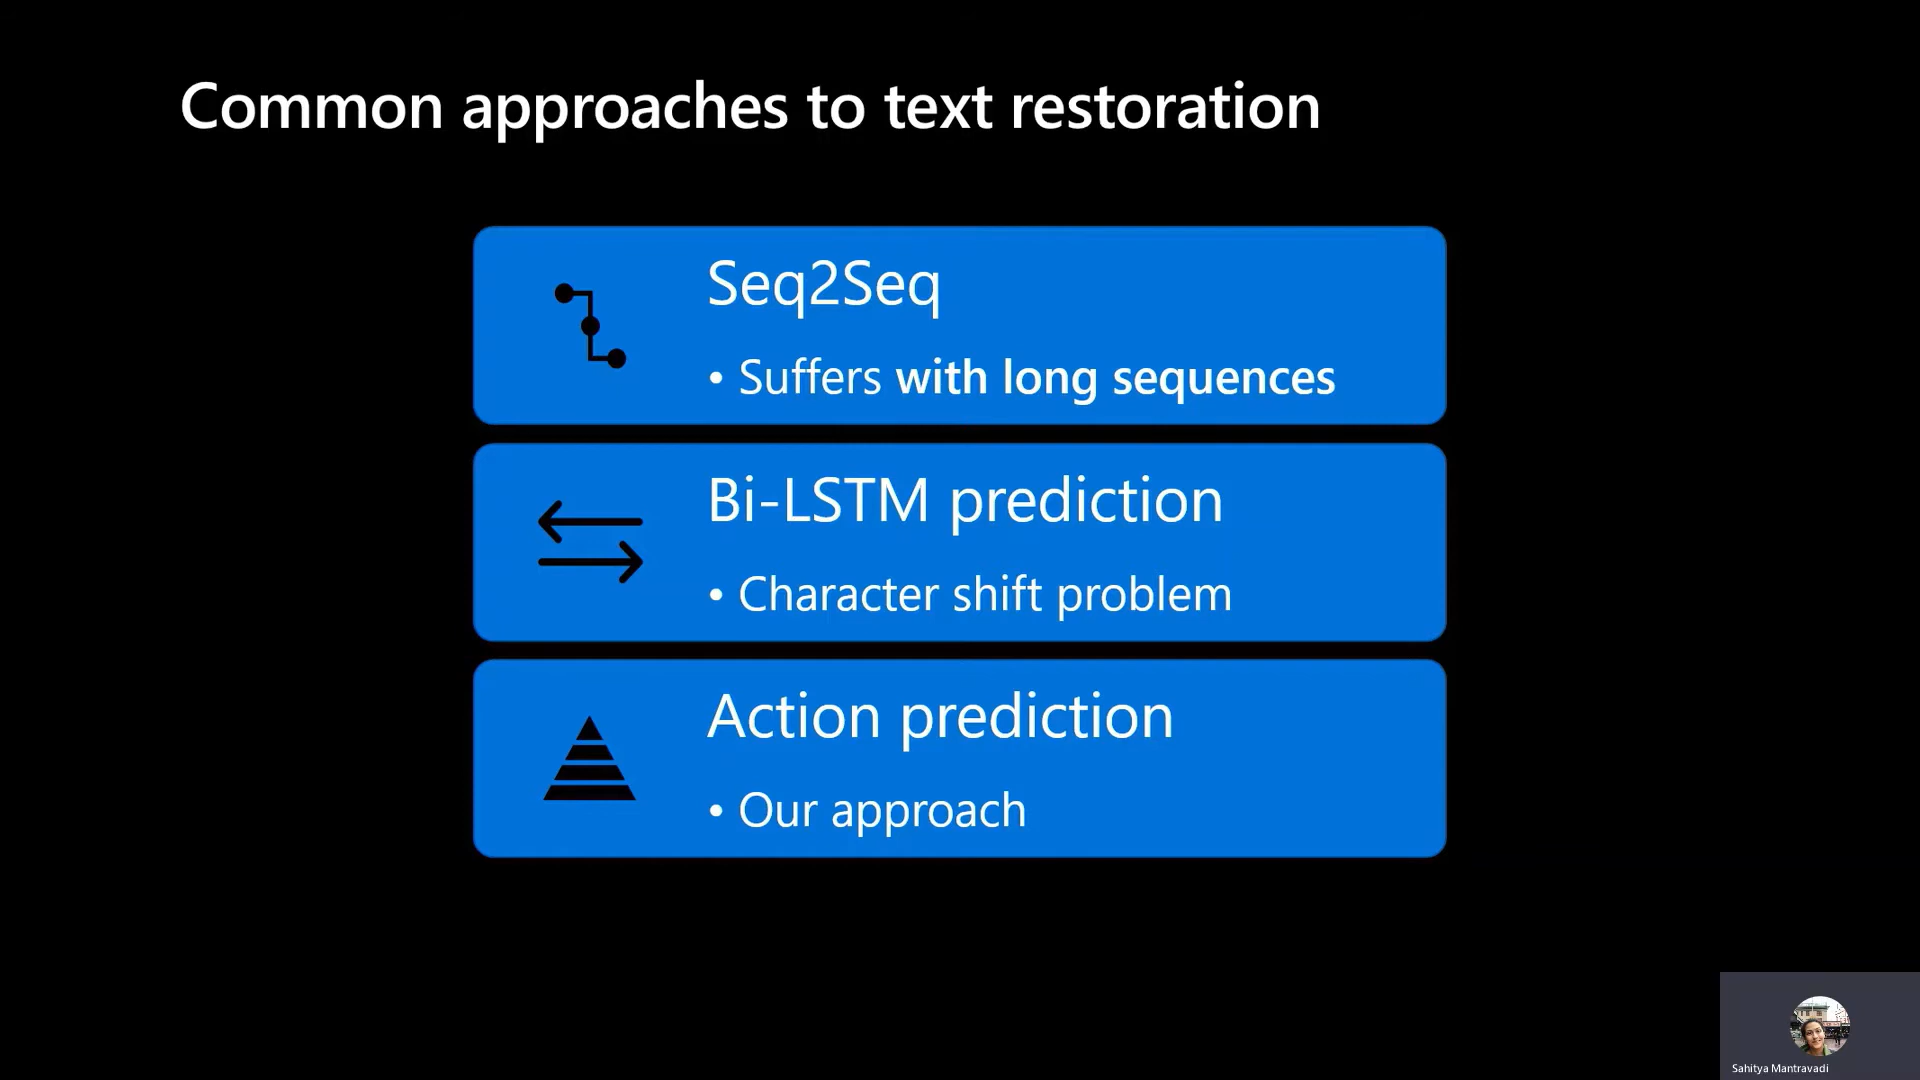 Common approaches to text restoration
Seq2Seq
• Suffers with long sequences
Bi-LSTM prediction
• Character shift problem
Action prediction
• Our approach
Sahitya Mantravadi